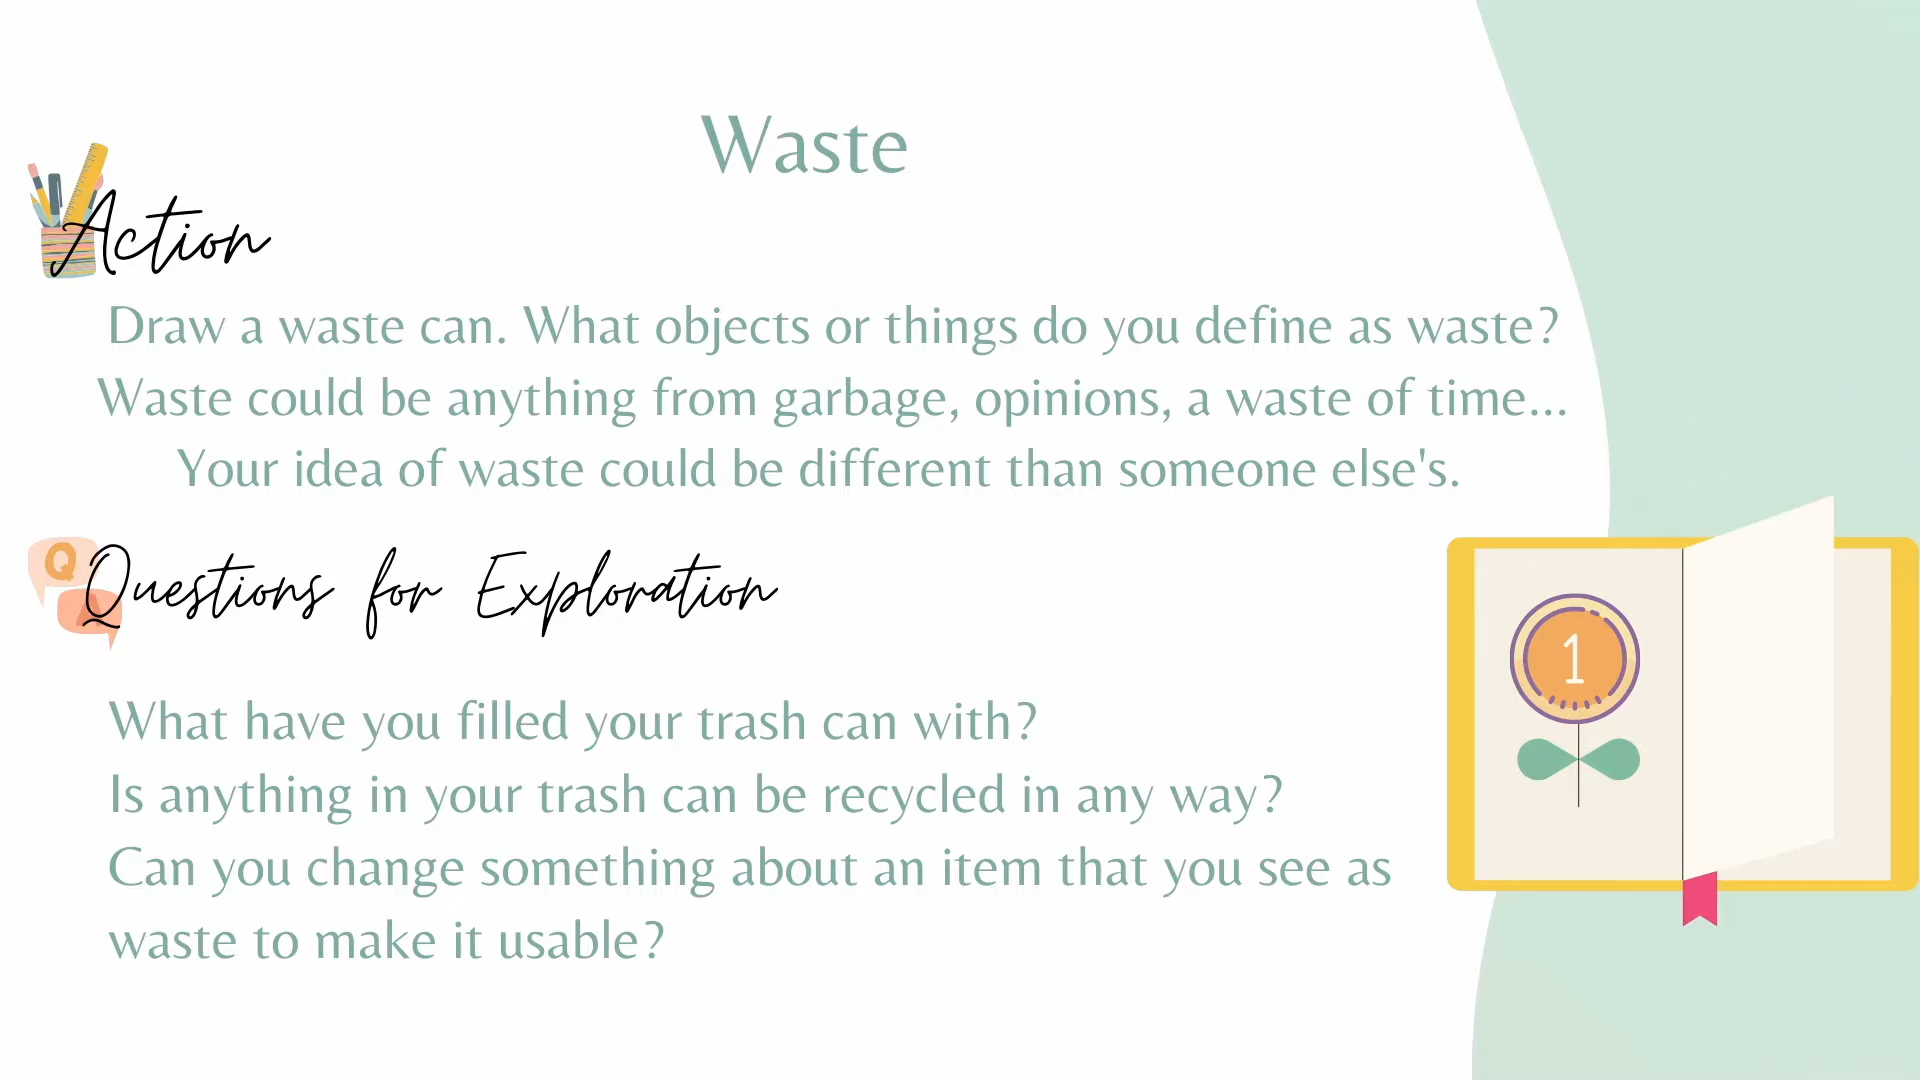 Waste
Action
Draw a waste can. What objects or things do you define as waste?
Waste could be anything from garbage, opinions, a waste of time...
Your idea of waste could be different than someone else's.
Q
A
Questions for Exploration
What have you filled your trash can with?
Is anything in your trash can be recycled in any way?
Can you change something about an item that you see as
waste to make it usable?
1